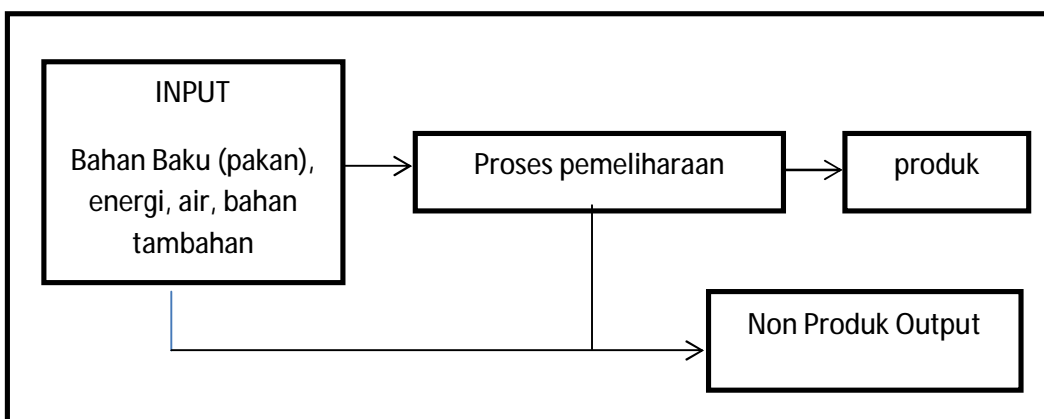 INPUT
Bahan Baku (pakan),
energi, air, bahan
tambahan
Proses pemeliharaan
produk
Non Produk Output